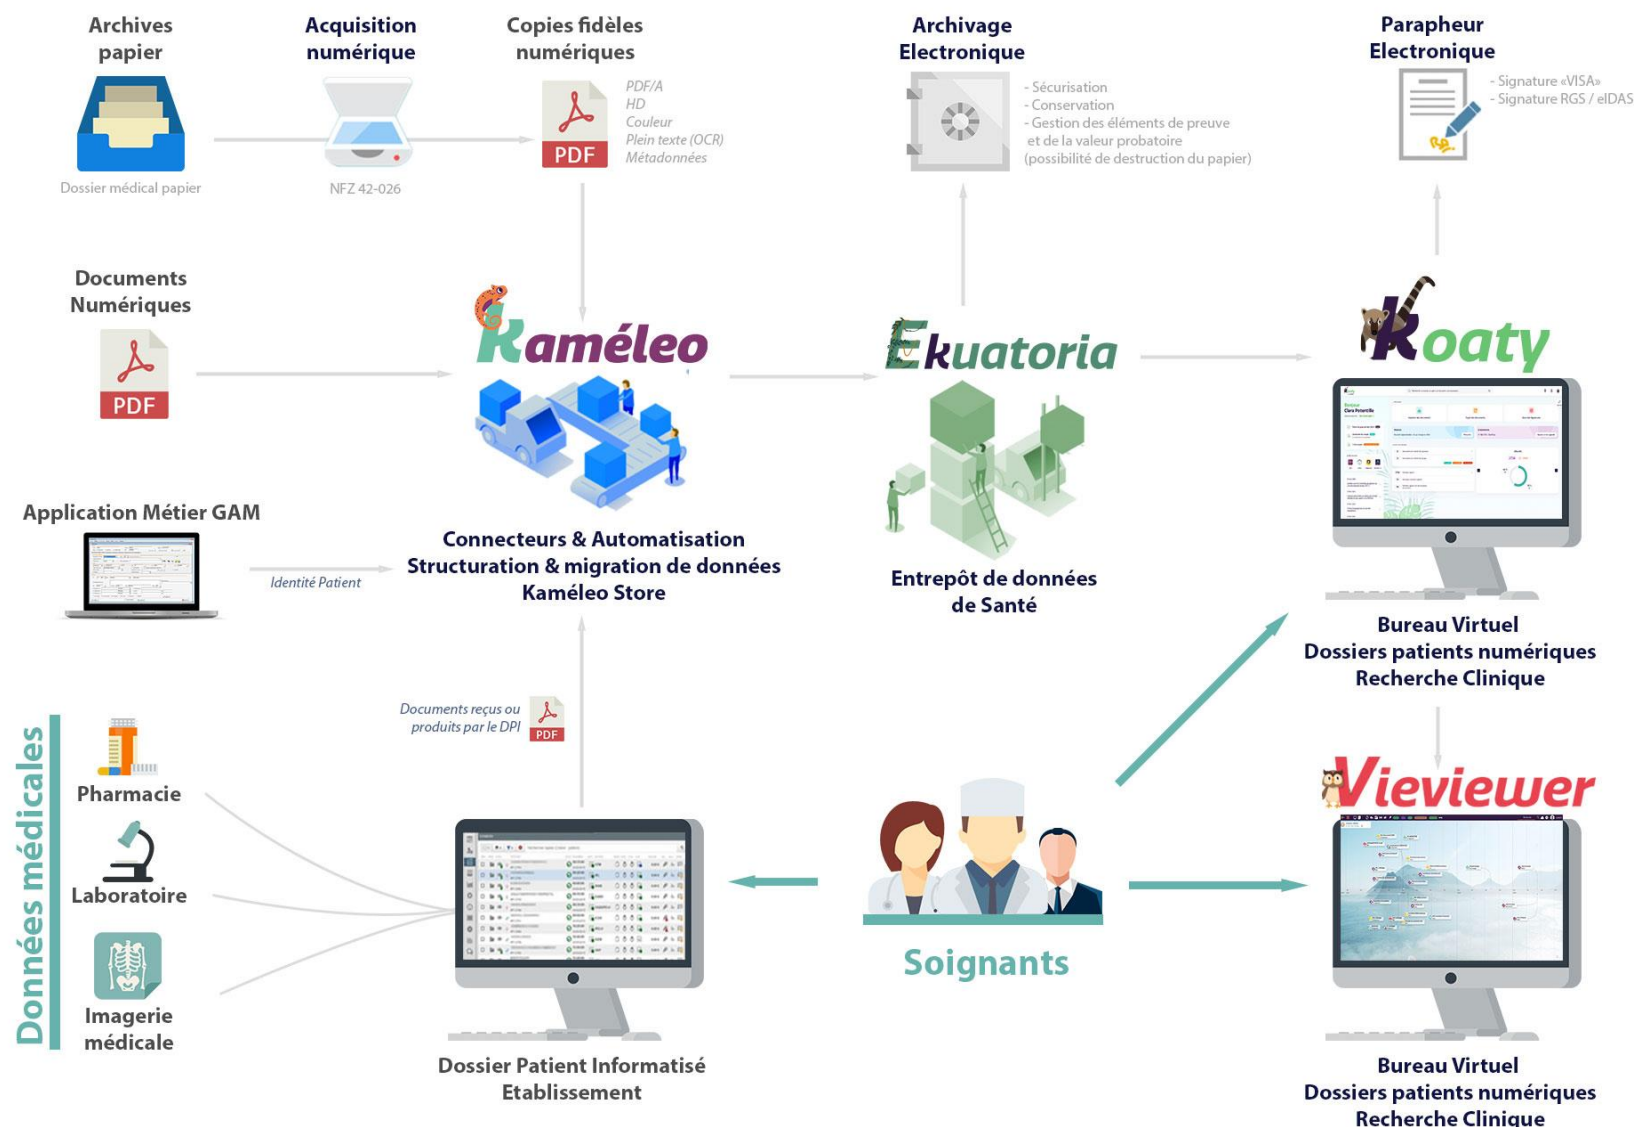 Archives
papier
Dossier médical papier
Acquisition
numérique
NFZ 42-026
Copies fidèles
numériques
PDF
PDF/A
HD
Couleur
Plein texte (OCR)
Métadonnées
Archivage
Electronique
- Sécurisation
- Conservation
- Gestion des éléments de preuve
et de la valeur probatoire
(possibilité de destruction du papier)
Parapheur
Electronique
- Signature «VISA»
- Signature RGS / eIDAS
Documents
Numériques
PDF
Kaméleo
Connecteurs & Automatisation
Structuration & migration de données
Kaméleo Store
Ekuatoria
Entrepôt de données
de Santé
Koaty
Bureau Virtuel
Dossiers patients numériques
Recherche Clinique
Application Métier GAM
Identité Patient
Documents reçus ou
produits par le DPI
PDF
Données médicales
Pharmacie
Laboratoire
Imagerie
médicale
Dossier Patient Informatisé
Etablissement
Soignants
Vieviewer
Bureau Virtuel
Dossiers patients numériques
Recherche Clinique